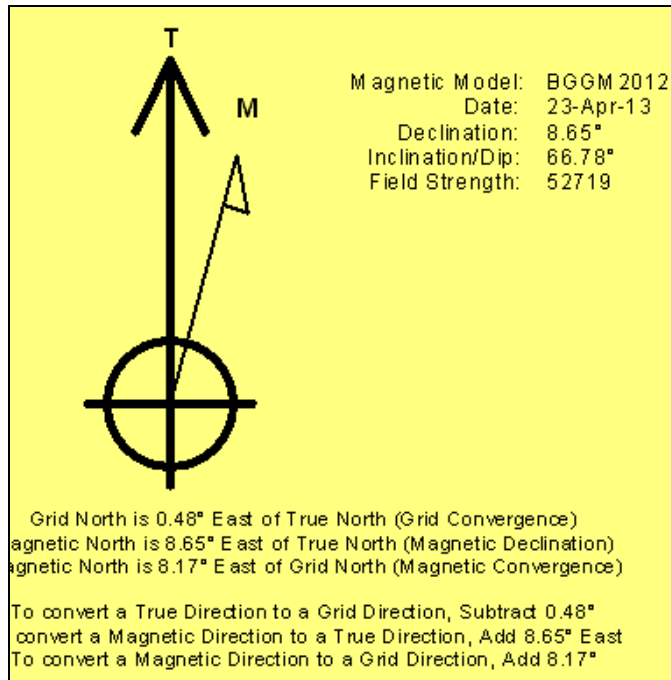 T
M
Magnetic Model: BGGM 2012
Date: 23-Apr-13
Declination: 8.65°
Inclination/Dip: 66.78°
Field Strength: 52719
Grid North is 0.48° East of True North (Grid Convergence)
agnetic North is 8.65° East of True North (Magnetic Declination)
agnetic North is 8.17° East of Grid North (Magnetic Convergence)
To convert a True Direction to a Grid Direction, Subtract 0.48°
convert a Magnetic Direction to a True Direction, Add 8.65° East
To convert a Magnetic Direction to a Grid Direction, Add 8.17°